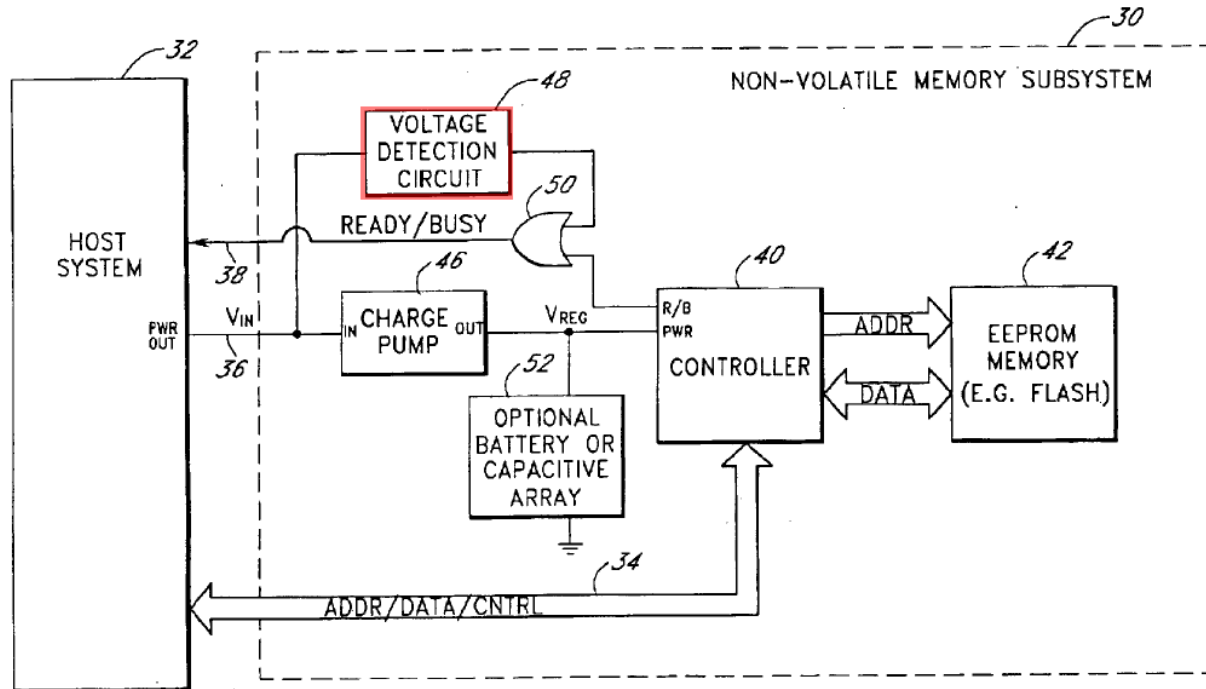 30
32
NON-VOLATILE MEMORY SUBSYSTEM
48
VOLTAGE
DETECTION
CIRCUIT
50
READY/BUSY
HOST
SYSTEM
38
46
40
42
R/B
ADDR
PWR
OUT
VIN
36
IN
CHARGE
PUMP
OUT
VREG
PWR
CONTROLLER
EEPROM
MEMORY
(E.G. FLASH)
DATA
52
OPTIONAL
BATTERY OR
CAPACITIVE
ARRAY
34
ADDR/DATA/CNTRL